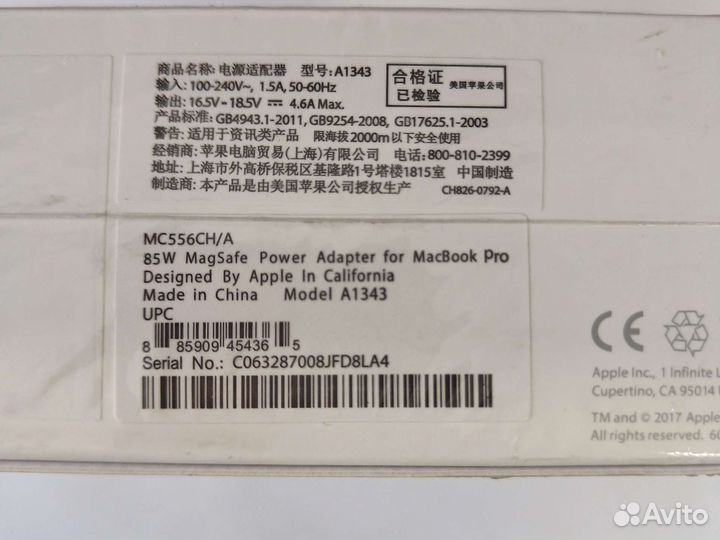 商品名称: 电源适配器 型号: A1343
输入: 100-240V~, 1.5A, 50-60Hz
输出: 16.5V - 18.5V ⎓ 4.6A Max.
产品标准: GB4943.1-2011, GB9254-2008, GB17625.1-2003
警告: 适用于资讯类产品 限海拔2000m以下安全使用
经销商: 苹果电脑贸易(上海)有限公司 电话: 800-810-2399
地址: 上海市外高桥保税区基隆路1号塔楼1815室 中国制造
制造商: 本产品是由美国苹果公司授权生产 CH826-0792-A
合格证
已检验
美国苹果公司
MC556CH/A
85W MagSafe Power Adapter for MacBook Pro
Designed By Apple In California
Made in China Model A1343
UPC
8 85909 45436 5
Serial No.: C063287008JFD8LA4
CE
Apple Inc., 1 Infinite L
Cupertino, CA 95014
TM and © 2017 Apple
All rights reserved. 60
Avito